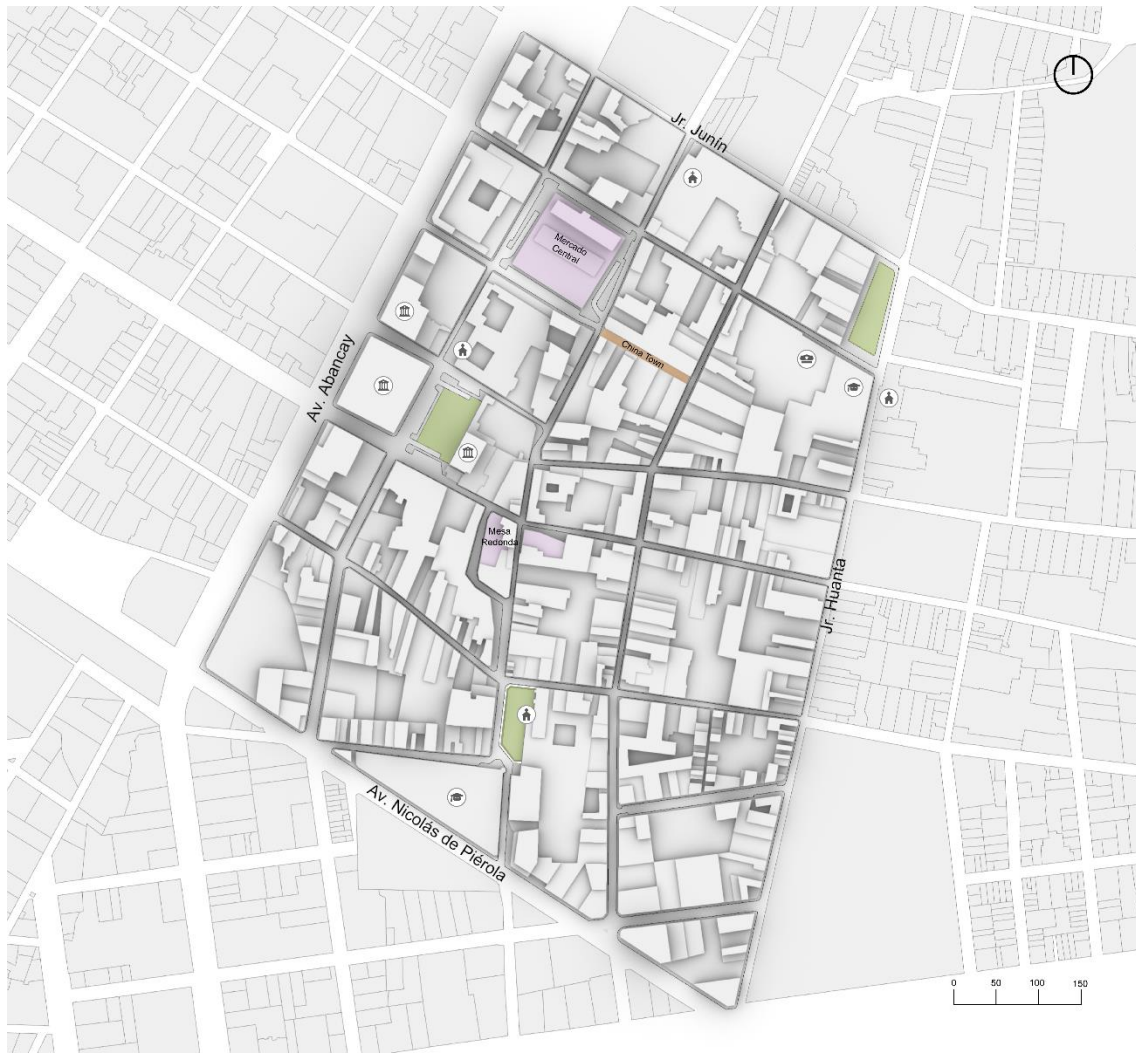 Jr. Junín
Mercado
Central
China Town
Av. Abancay
Mesa
Redonda
Jr. Huanta
Av. Nicolás de Piérola
0 50 100 150